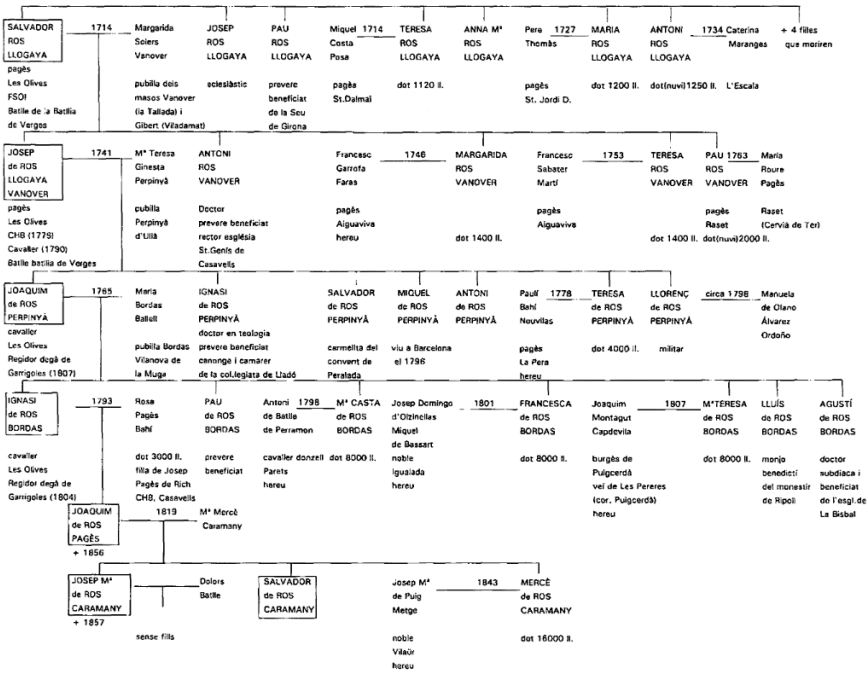 SALVADOR
ROS
LLOGAYA
pagès
Les Olives
FSOI
Batlle de la Batllia
de Verges
1714
Margarida
Solers
Vanover
pubilla dels
masos Vanover
(la Tallada) i
Gibert (Viladamat)
JOSEP
ROS
LLOGAYA
eclesiàstic
PAU
ROS
LLOGAYA
prevere
beneficiat
de la Seu
de Girona
Miquel
Costa
Posa
pagès
St.Dalmai
1714
TERESA
ROS
LLOGAYA
dot 1120 ll.
ANNA Mª
ROS
LLOGAYA
Pere
Thomàs
pagès
St. Jordi D.
1727
MARIA
ROS
LLOGAYA
dot 1200 ll.
ANTONI
ROS
LLOGAYA
dot(nuvi)1250 ll.
1734
Caterina
Maranges
L'Escala
+ 4 filles
que moriren
JOSEP
de ROS
LLOGAYA
VANOVER
pagès
Les Olives
CHB (1779)
Cavaller (1790)
Batlle batllia de Verges
1741
Mª Teresa
Ginesta
Perpinyà
pubilla
Perpinyà
d'Ullà
ANTONI
ROS
VANOVER
Doctor
prevere beneficiat
rector església
St.Genís de
Casavells
Francesc
Garrofa
Faras
pagès
Aiguaviva
hereu
1746
MARGARIDA
ROS
VANOVER
dot 1400 ll.
Francesc
Sabater
Martí
pagès
Aiguaviva
1753
TERESA
ROS
VANOVER
dot 1400 ll.
PAU
ROS
VANOVER
pagès
Raset
dot(nuvi)2000 ll.
1763
Maria
Roure
Pagès
Raset
(Cervià de Ter)
JOAQUIM
de ROS
PERPINYÀ
cavaller
Les Olives
Regidor degà de
Garrigoles (1807)
1765
Maria
Bordas
Ballell
pubilla Bordas
Vilanova de
la Muga
IGNASI
de ROS
PERPINYÀ
doctor en teologia
prevere beneficiat
canonge i camarer
de la col.legiata de Lladó
SALVADOR
de ROS
PERPINYÀ
carmelita del
convent de
Peralada
MIQUEL
de ROS
PERPINYÀ
viu a Barcelona
el 1796
ANTONI
de ROS
PERPINYÀ
Paulí
Bahí
Nouvilas
pagès
La Pera
hereu
1778
TERESA
de ROS
PERPINYÀ
dot 4000 ll.
LLORENÇ
de ROS
PERPINYÀ
militar
circa 1798
Manuela
de Olano
Álvarez
Ordoño
IGNASI
de ROS
BORDAS
cavaller
Les Olives
Regidor degà de
Garrigoles (1804)
1793
Rosa
Pagès
Bahí
dot 3000 ll.
filla de Josep
Pagès de Rich
CHB, Casavells
PAU
de ROS
BORDAS
prevere
beneficiat
Antoni
de Batlle
de Perramon
cavaller donzell
Parets
hereu
1798
Mª CASTA
de ROS
BORDAS
dot 8000 ll.
Josep Domingo
d'Olzinellas
Miquel
de Bassart
noble
Igualada
hereu
1801
FRANCESCA
de ROS
BORDAS
dot 8000 ll.
Joaquim
Montagut
Capdevila
burgès de
Puigcerdà
veí de Les Pereres
(cor. Puigcerdà)
hereu
1807
MªTERESA
de ROS
BORDAS
dot 8000 ll.
LLUÍS
de ROS
BORDAS
monjo
benedictí
del monestir
de Ripoll
AGUSTÍ
de ROS
BORDAS
doctor
subdiaca i
beneficiat
de l'esgl.de
La Bisbal
JOAQUIM
de ROS
PAGÈS
+ 1856
1819
Mª Mercè
Caramany
JOSEP Mª
de ROS
CARAMANY
+ 1857
Dolors
Batlle
sense fills
SALVADOR
de ROS
CARAMANY
Josep Mª
de Puig
Metge
noble
Vilaür
hereu
1843
MERCÈ
de ROS
CARAMANY
dot 16000 ll.